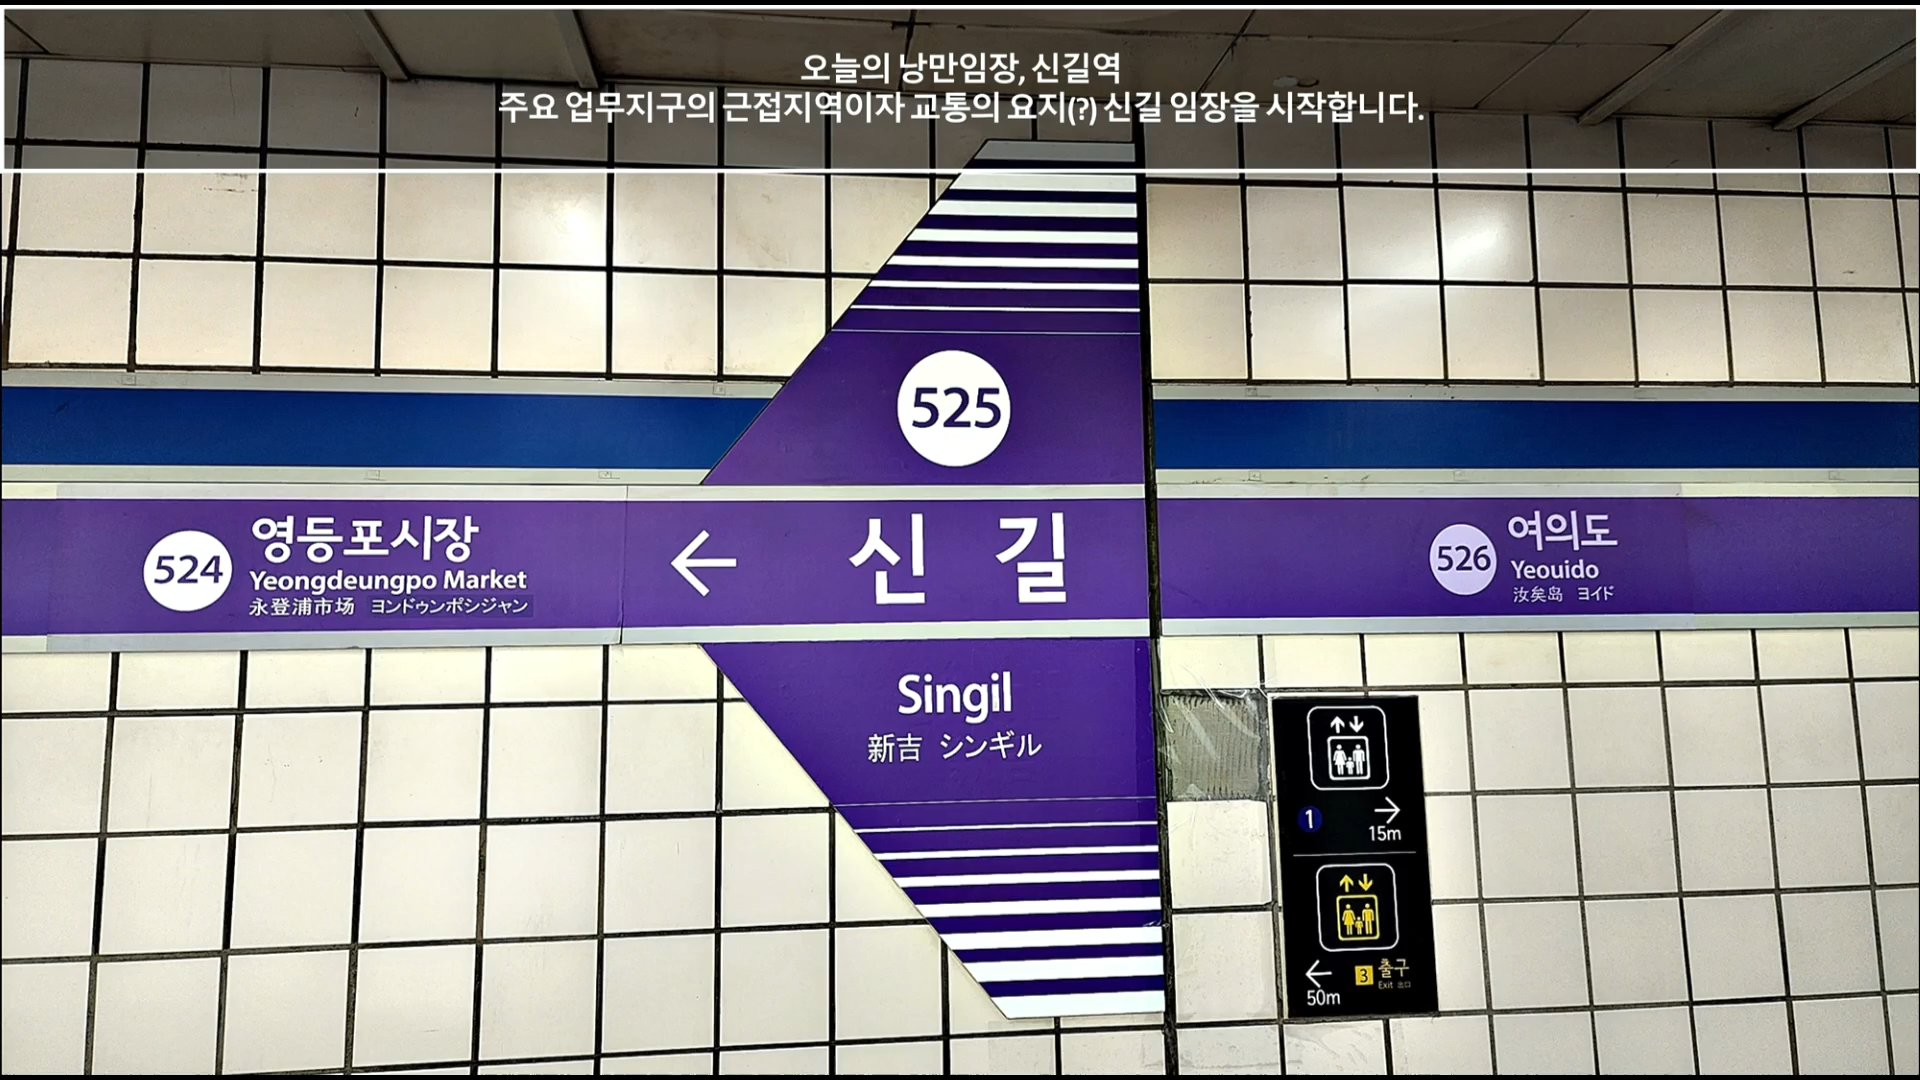 오늘의 낭만임장, 신길역
주요 업무지구의 근접지역이자 교통의 요지(?) 신길 임장을 시작합니다.
525
524 영등포시장
Yeongdeungpo Market
永登浦市场 ヨンドゥンポシジャン
← 신 길
526 여의도
Yeouido
汝矣岛 ヨイド
Singil
新吉 シンギル
1 →
15m
← 3 출구
Exit 出口
50m